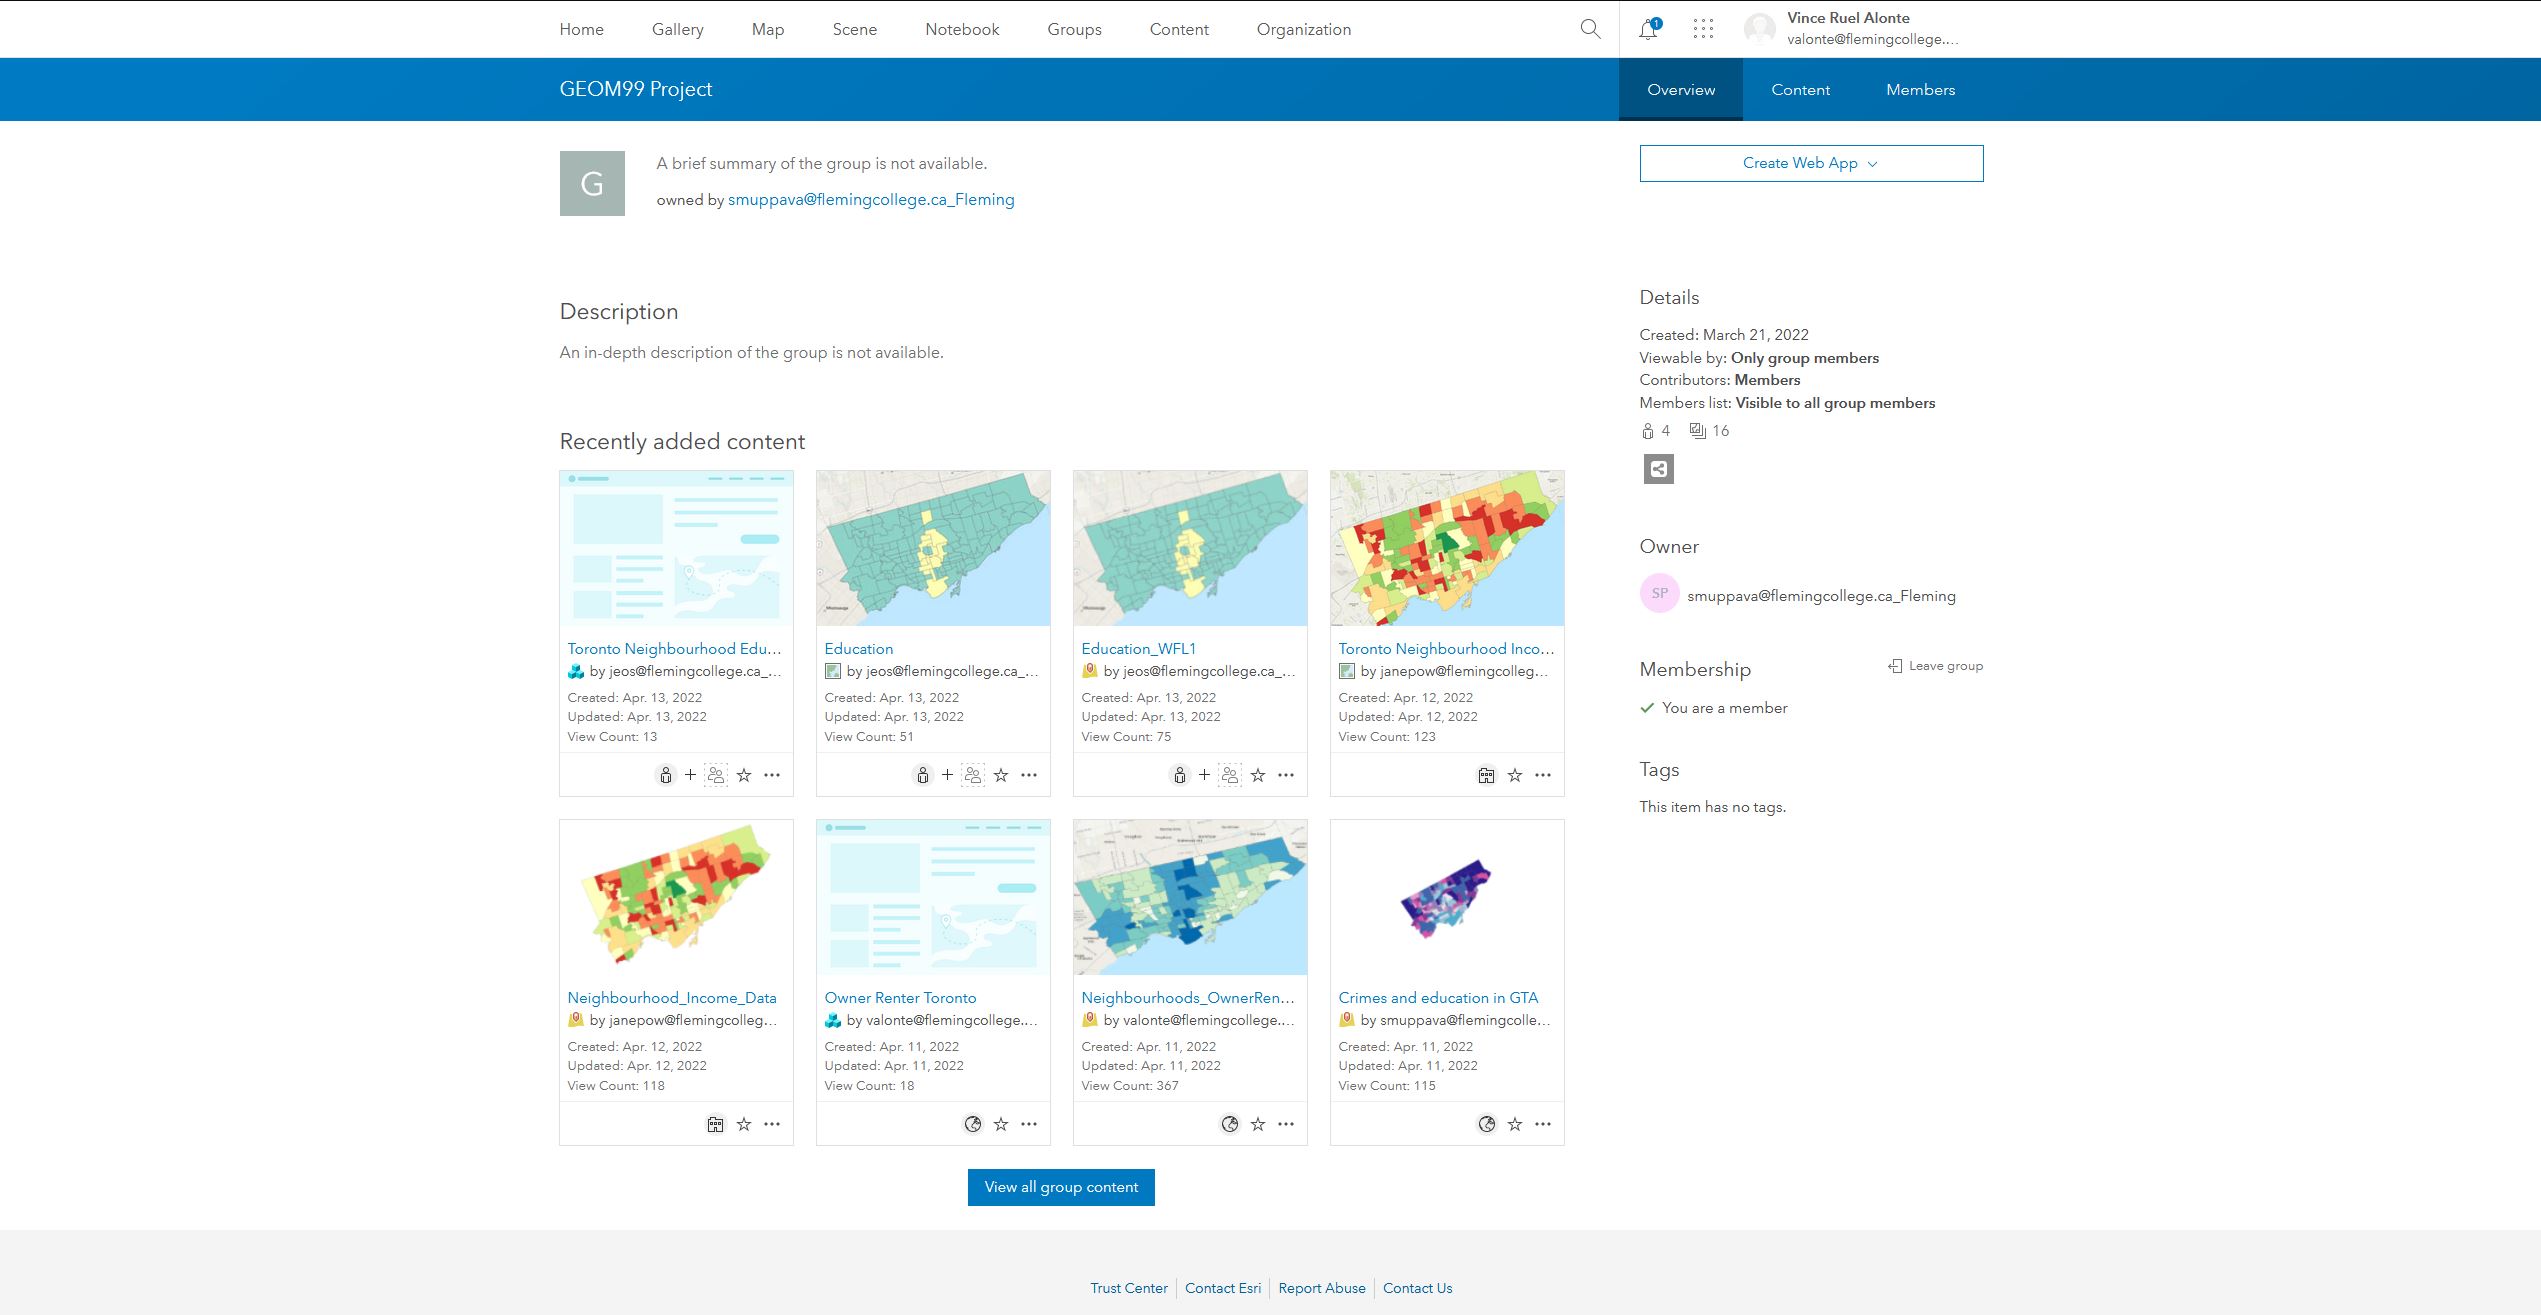 Home Gallery Map Scene Notebook Groups Content Organization
1
Vince Ruel Alonte
valonte@flemingcollege....
GEOM99 Project
Overview Content Members
G
A brief summary of the group is not available.
owned by smuppava@flemingcollege.ca_Fleming
Create Web App
Description
An in-depth description of the group is not available.
Recently added content
Toronto Neighbourhood Edu...
by jeos@flemingcollege.ca_...
Created: Apr. 13, 2022
Updated: Apr. 13, 2022
View Count: 13
Education
by jeos@flemingcollege.ca_...
Created: Apr. 13, 2022
Updated: Apr. 13, 2022
View Count: 51
Education_WFL1
by jeos@flemingcollege.ca_...
Created: Apr. 13, 2022
Updated: Apr. 13, 2022
View Count: 75
Toronto Neighbourhood Inco...
by janepow@flemingcolleg...
Created: Apr. 12, 2022
Updated: Apr. 12, 2022
View Count: 123
Neighbourhood_Income_Data
by janepow@flemingcolleg...
Created: Apr. 12, 2022
Updated: Apr. 12, 2022
View Count: 118
Owner Renter Toronto
by valonte@flemingcollege....
Created: Apr. 11, 2022
Updated: Apr. 11, 2022
View Count: 18
Neighbourhoods_OwnerRen...
by valonte@flemingcollege....
Created: Apr. 11, 2022
Updated: Apr. 11, 2022
View Count: 367
Crimes and education in GTA
by smuppava@flemingcolle...
Created: Apr. 11, 2022
Updated: Apr. 11, 2022
View Count: 115
View all group content
Details
Created: March 21, 2022
Viewable by: Only group members
Contributors: Members
Members list: Visible to all group members
4 16
Owner
SP
smuppava@flemingcollege.ca_Fleming
Membership
Leave group
You are a member
Tags
This item has no tags.
Trust Center Contact Esri Report Abuse Contact Us